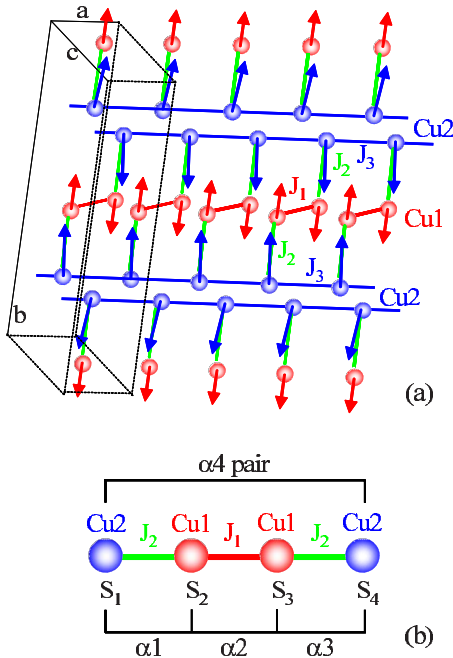 a
c
Cu2
J2
J3
J1
Cu1
J2
J3
Cu2
b
(a)
α4 pair
Cu2 J2 Cu1 J1 Cu1 J2 Cu2
S1 S2 S3 S4
α1 α2 α3
(b)